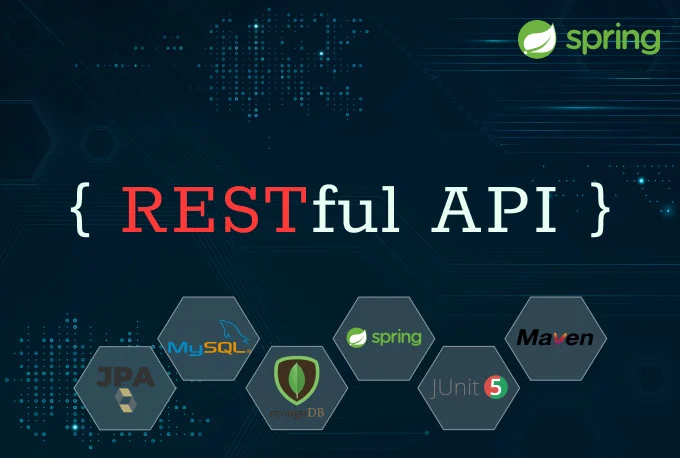 spring
{ RESTful API }
MySQL
spring
Maven
JPA
mongoDB
JUnit 5